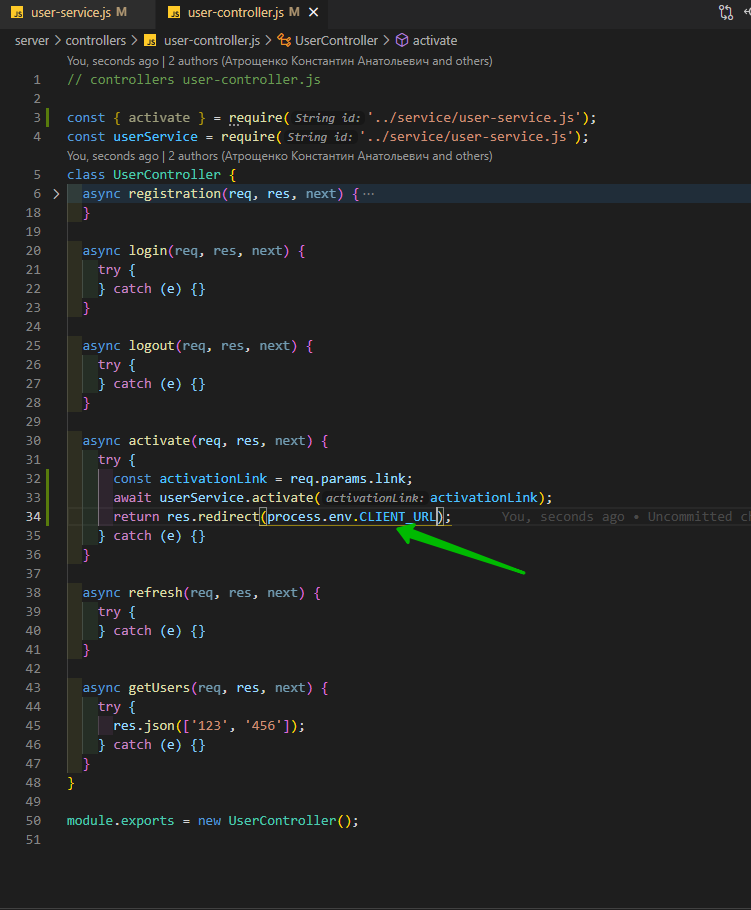 user-service.js M user-controller.js M
server > controllers > user-controller.js > UserController > activate
You, seconds ago | 2 authors (Атрощенко Константин Анатольевич and others)
1 // controllers user-controller.js
2
3 const { activate } = require(String id: '../service/user-service.js');
4 const userService = require(String id: '../service/user-service.js');
You, seconds ago | 2 authors (Атрощенко Константин Анатольевич and others)
5 class UserController {
6 async registration(req, res, next) { ···
18 }
19
20 async login(req, res, next) {
21 try {
22 } catch (e) {}
23 }
24
25 async logout(req, res, next) {
26 try {
27 } catch (e) {}
28 }
29
30 async activate(req, res, next) {
31 try {
32 const activationLink = req.params.link;
33 await userService.activate(activationLink: activationLink);
34 return res.redirect(process.env.CLIENT_URL); You, seconds ago • Uncommitted
35 } catch (e) {}
36 }
37
38 async refresh(req, res, next) {
39 try {
40 } catch (e) {}
41 }
42
43 async getUsers(req, res, next) {
44 try {
45 res.json(['123', '456']);
46 } catch (e) {}
47 }
48 }
49
50 module.exports = new UserController();
51